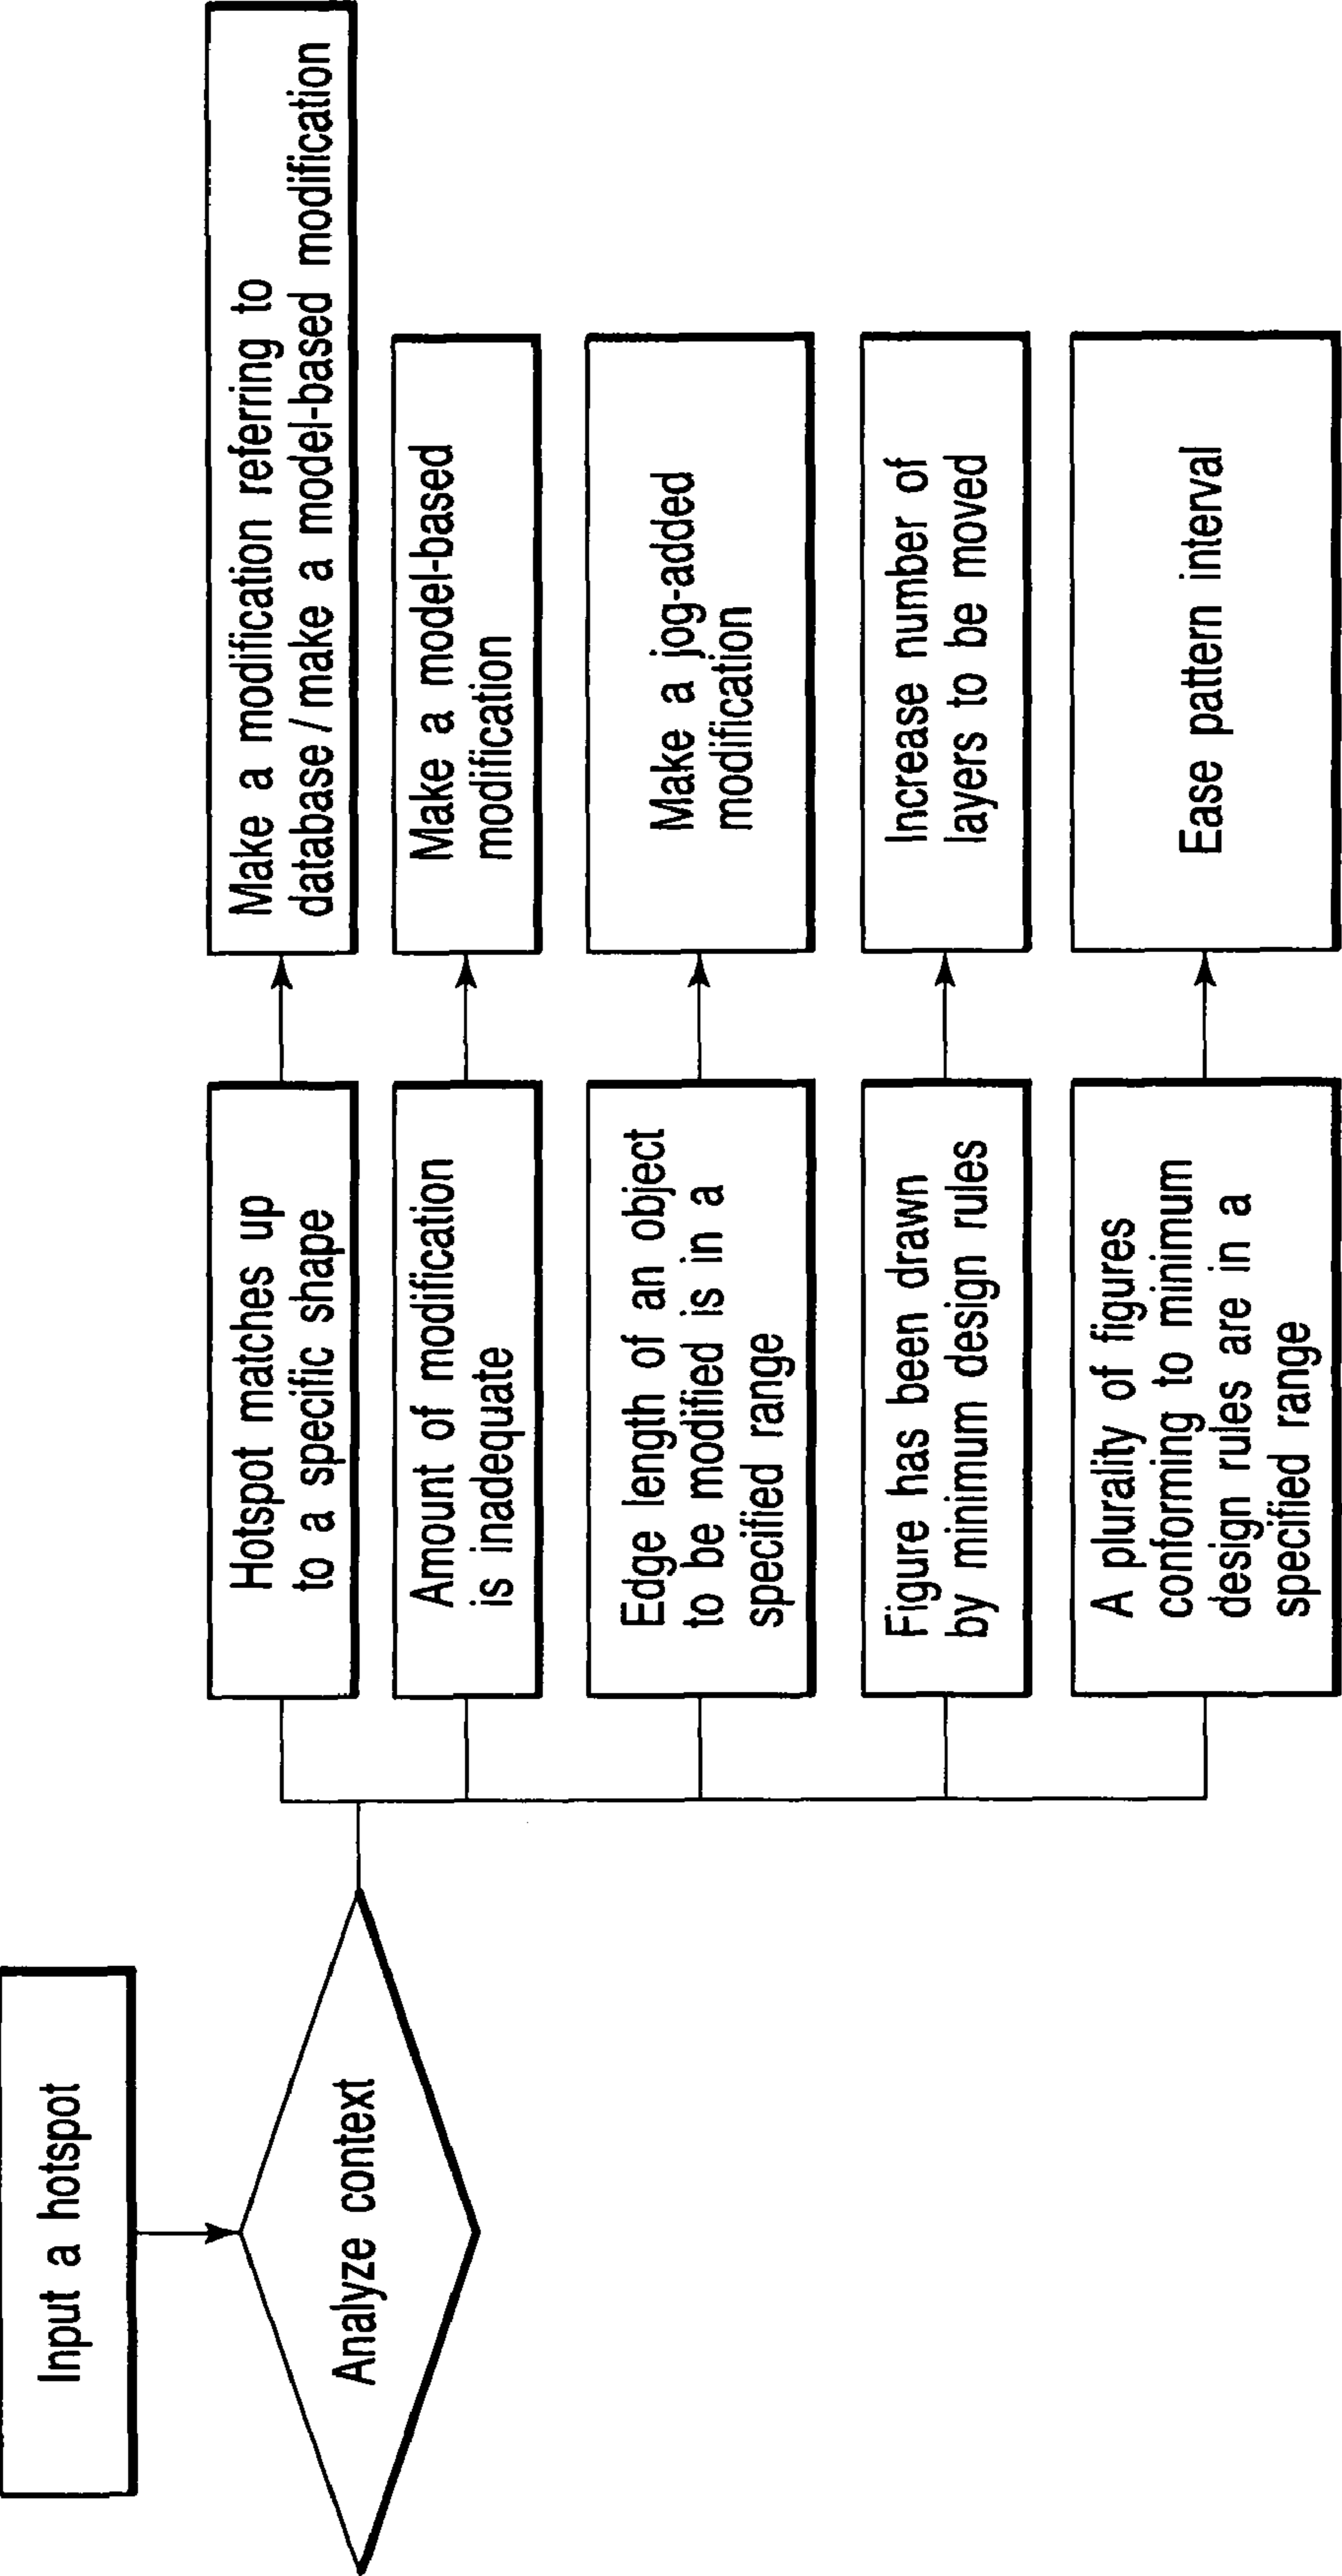 Input a hotspot
Analyze context
Hotspot matches up
to a specific shape
Make a modification referring to
database / make a model-based modification
Amount of modification
is inadequate
Make a model-based
modification
Edge length of an object
to be modified is in a
specified range
Make a jog-added
modification
Figure has been drawn
by minimum design rules
Increase number of
layers to be moved
A plurality of figures
conforming to minimum
design rules are in a
specified range
Ease pattern interval